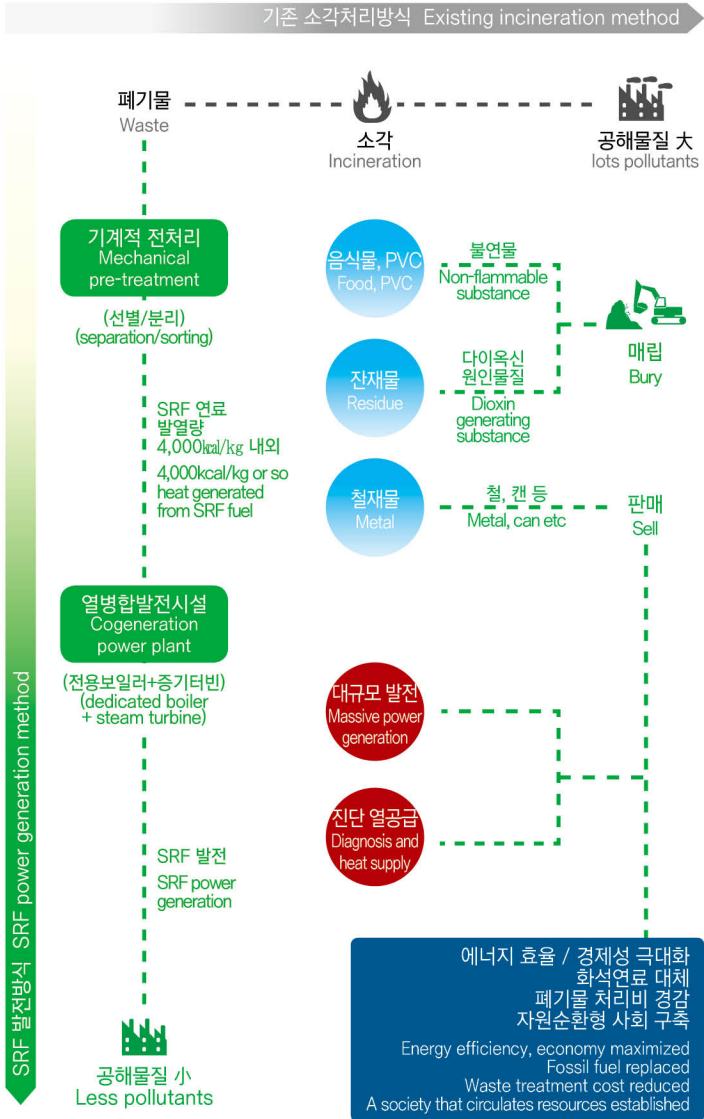 기존 소각처리방식 Existing incineration method
폐기물
Waste
소각
Incineration
공해물질 大
lots pollutants
기계적 전처리
Mechanical
pre-treatment
(선별/분리)
(separation/sorting)
음식물, PVC
Food, PVC
불연물
Non-flammable
substance
잔재물
Residue
다이옥신
원인물질
Dioxin
generating
substance
매립
Bury
SRF 연료
발열량
4,000㎉/㎏ 내외
4,000kcal/kg or so
heat generated
from SRF fuel
철재물
Metal
철, 캔 등
Metal, can etc
판매
Sell
열병합발전시설
Cogeneration
power plant
(전용보일러+증기터빈)
(dedicated boiler
+ steam turbine)
대규모 발전
Massive power
generation
진단 열공급
Diagnosis and
heat supply
SRF 발전
SRF power
generation
공해물질 小
Less pollutants
에너지 효율 / 경제성 극대화
화석연료 대체
폐기물 처리비 경감
자원순환형 사회 구축
Energy efficiency, economy maximized
Fossil fuel replaced
Waste treatment cost reduced
A society that circulates resources established
SRF 발전방식 SRF power generation method